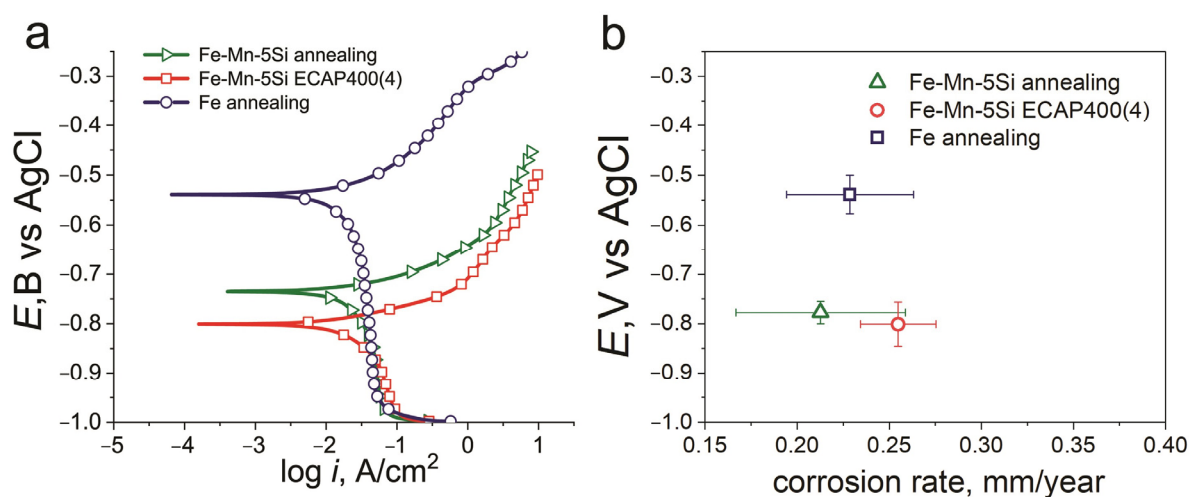 a
Fe-Mn-5Si annealing
Fe-Mn-5Si ECAP400(4)
Fe annealing
E,B vs AgCl
−0.3
−0.4
−0.5
−0.6
−0.7
−0.8
−0.9
−1.0
−5 −4 −3 −2 −1 0 1
log i, A/cm²
b
Fe-Mn-5Si annealing
Fe-Mn-5Si ECAP400(4)
Fe annealing
E,V vs AgCl
−0.3
−0.4
−0.5
−0.6
−0.7
−0.8
−0.9
−1.0
0.15 0.20 0.25 0.30 0.35 0.40
corrosion rate, mm/year